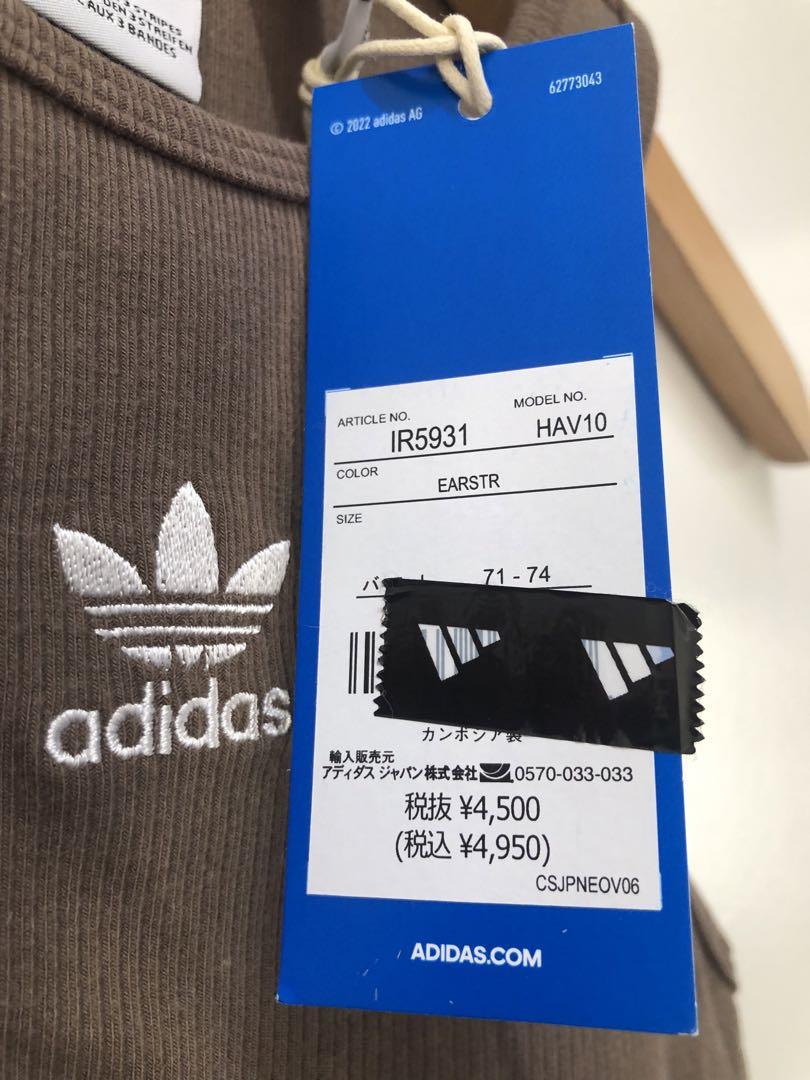 3 STRIPES
DEN 3 STREIFEN
AUX 3 BANDES
© 2022 adidas AG
62773043
ARTICLE NO.
IR5931
MODEL NO.
HAV10
COLOR
EARSTR
SIZE
71 - 74
カンボジア製
輸入販売元
アディダス ジャパン株式会社 0570-033-033
税抜 ¥4,500
(税込 ¥4,950)
CSJPNEOV06
ADIDAS.COM
adidas